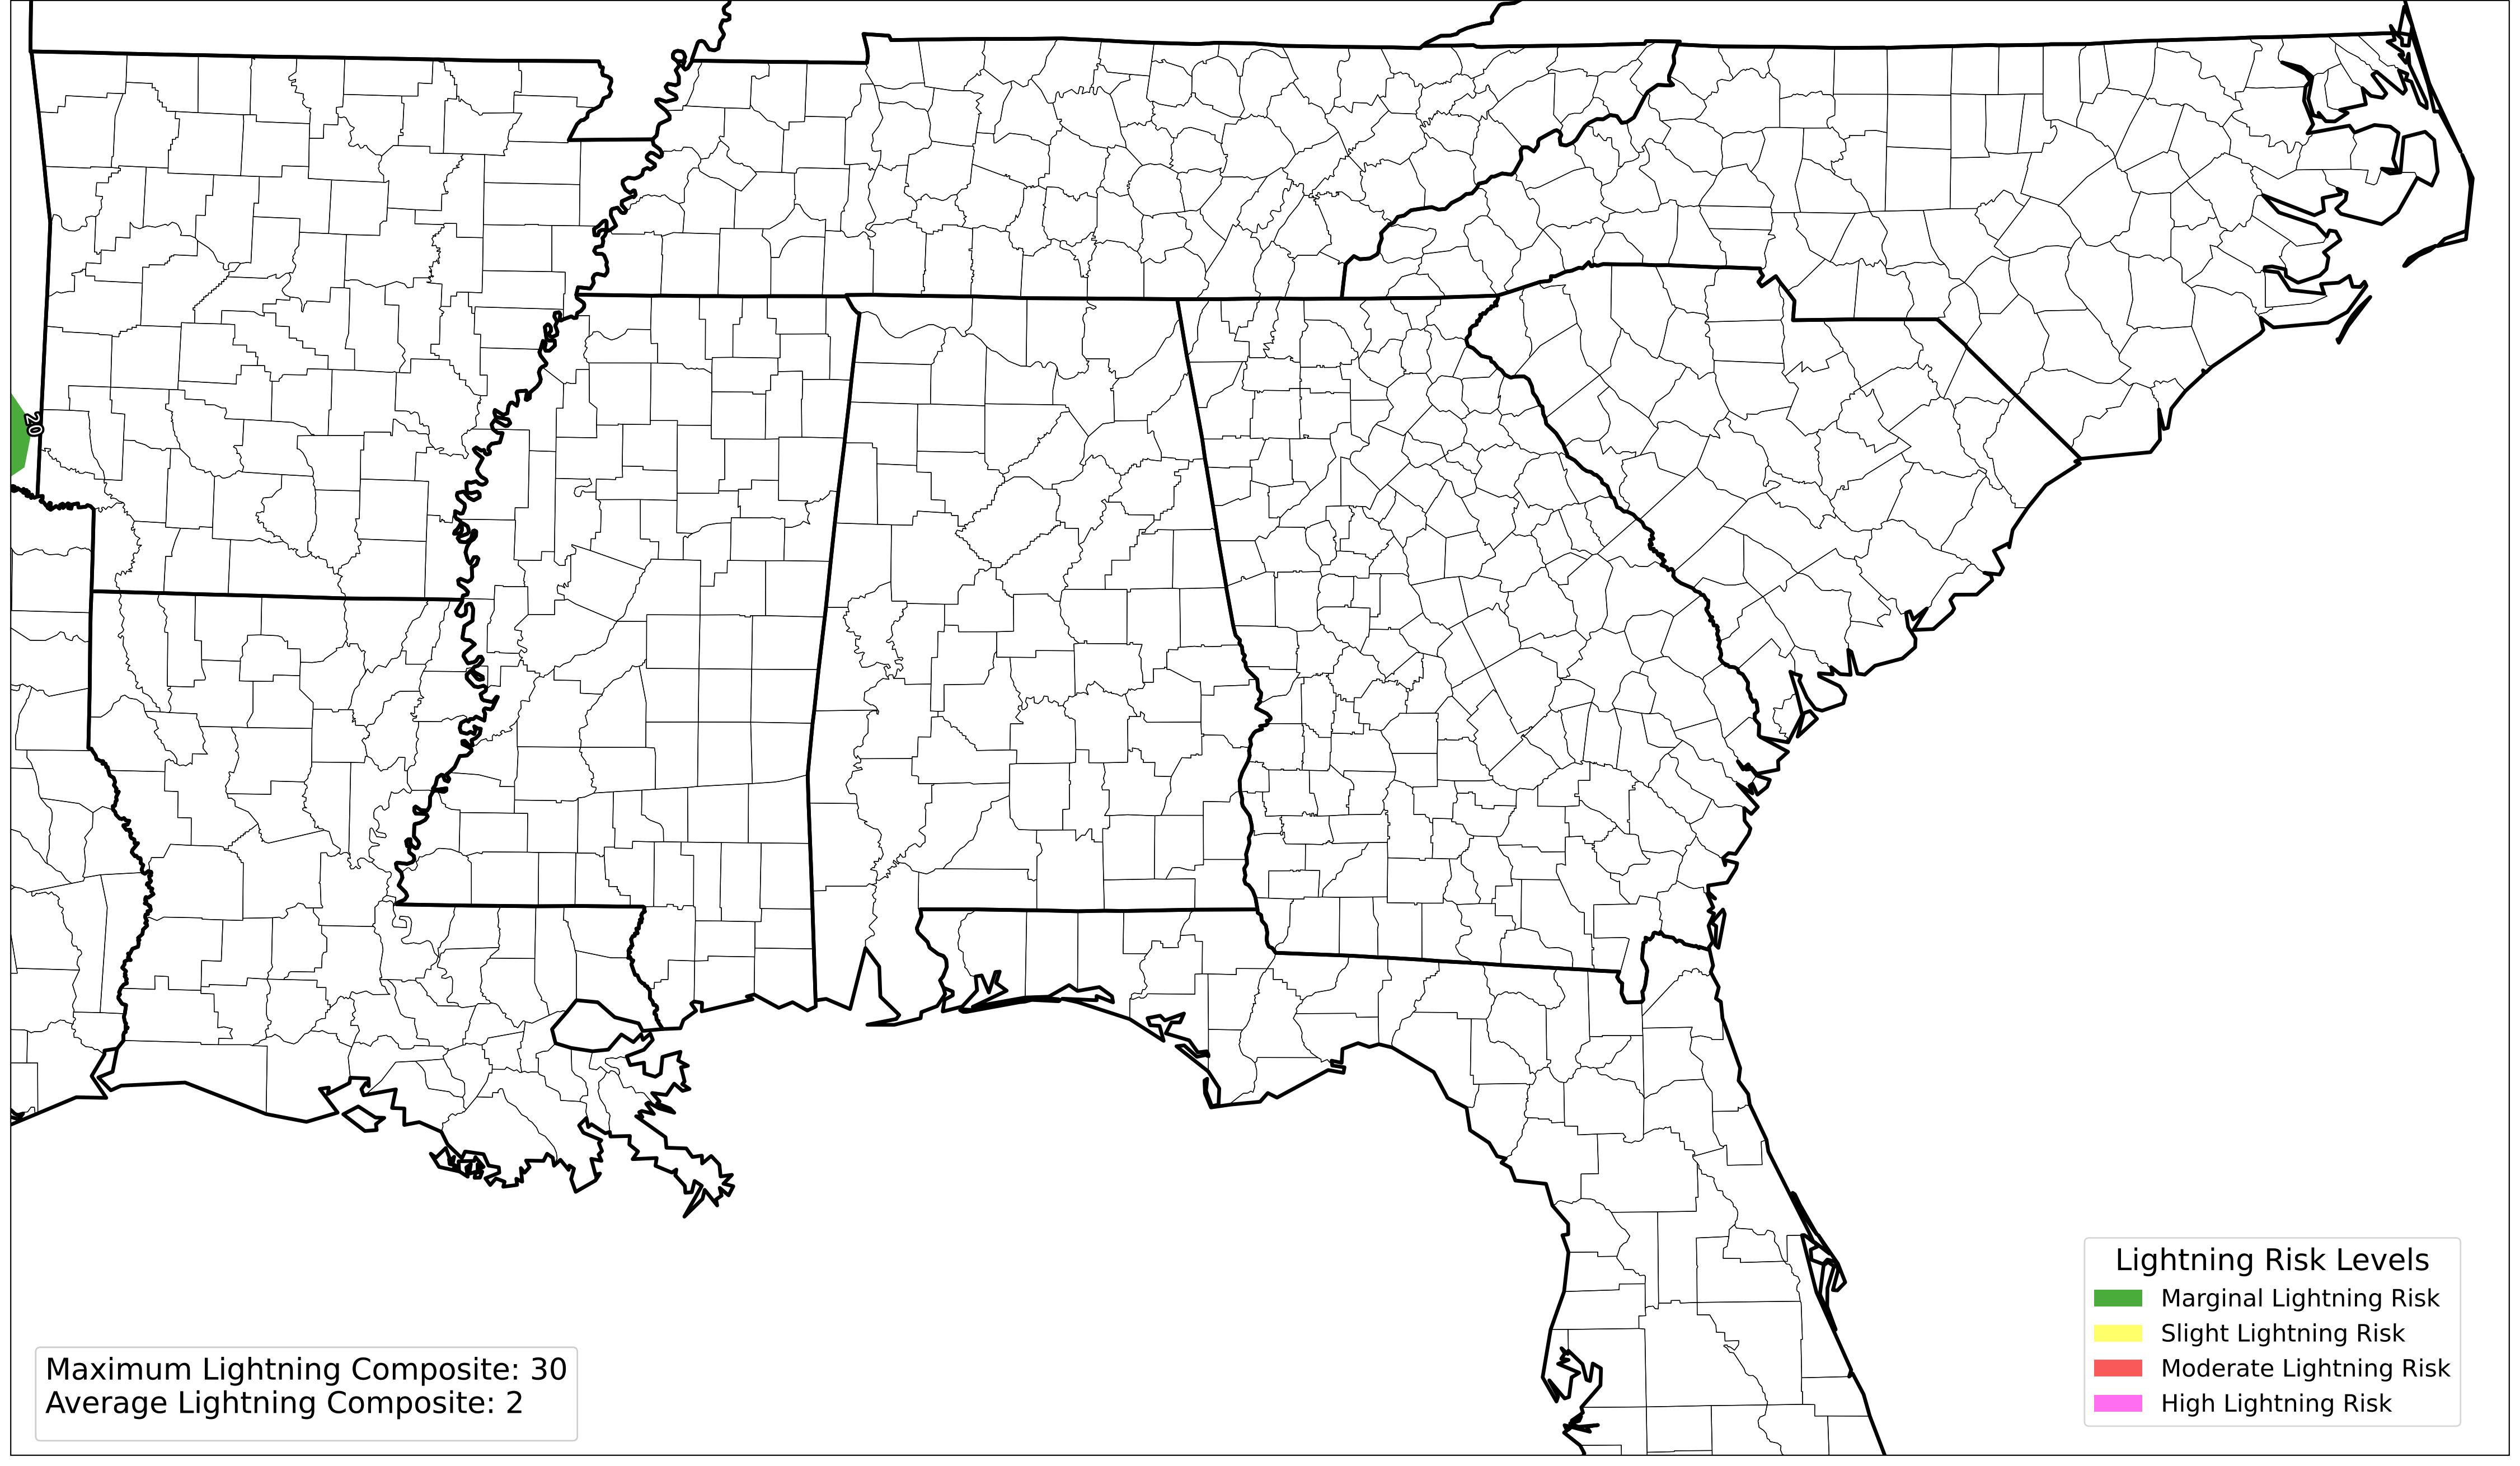 20
Lightning Risk Levels
Marginal Lightning Risk
Slight Lightning Risk
Moderate Lightning Risk
High Lightning Risk
Maximum Lightning Composite: 30
Average Lightning Composite: 2